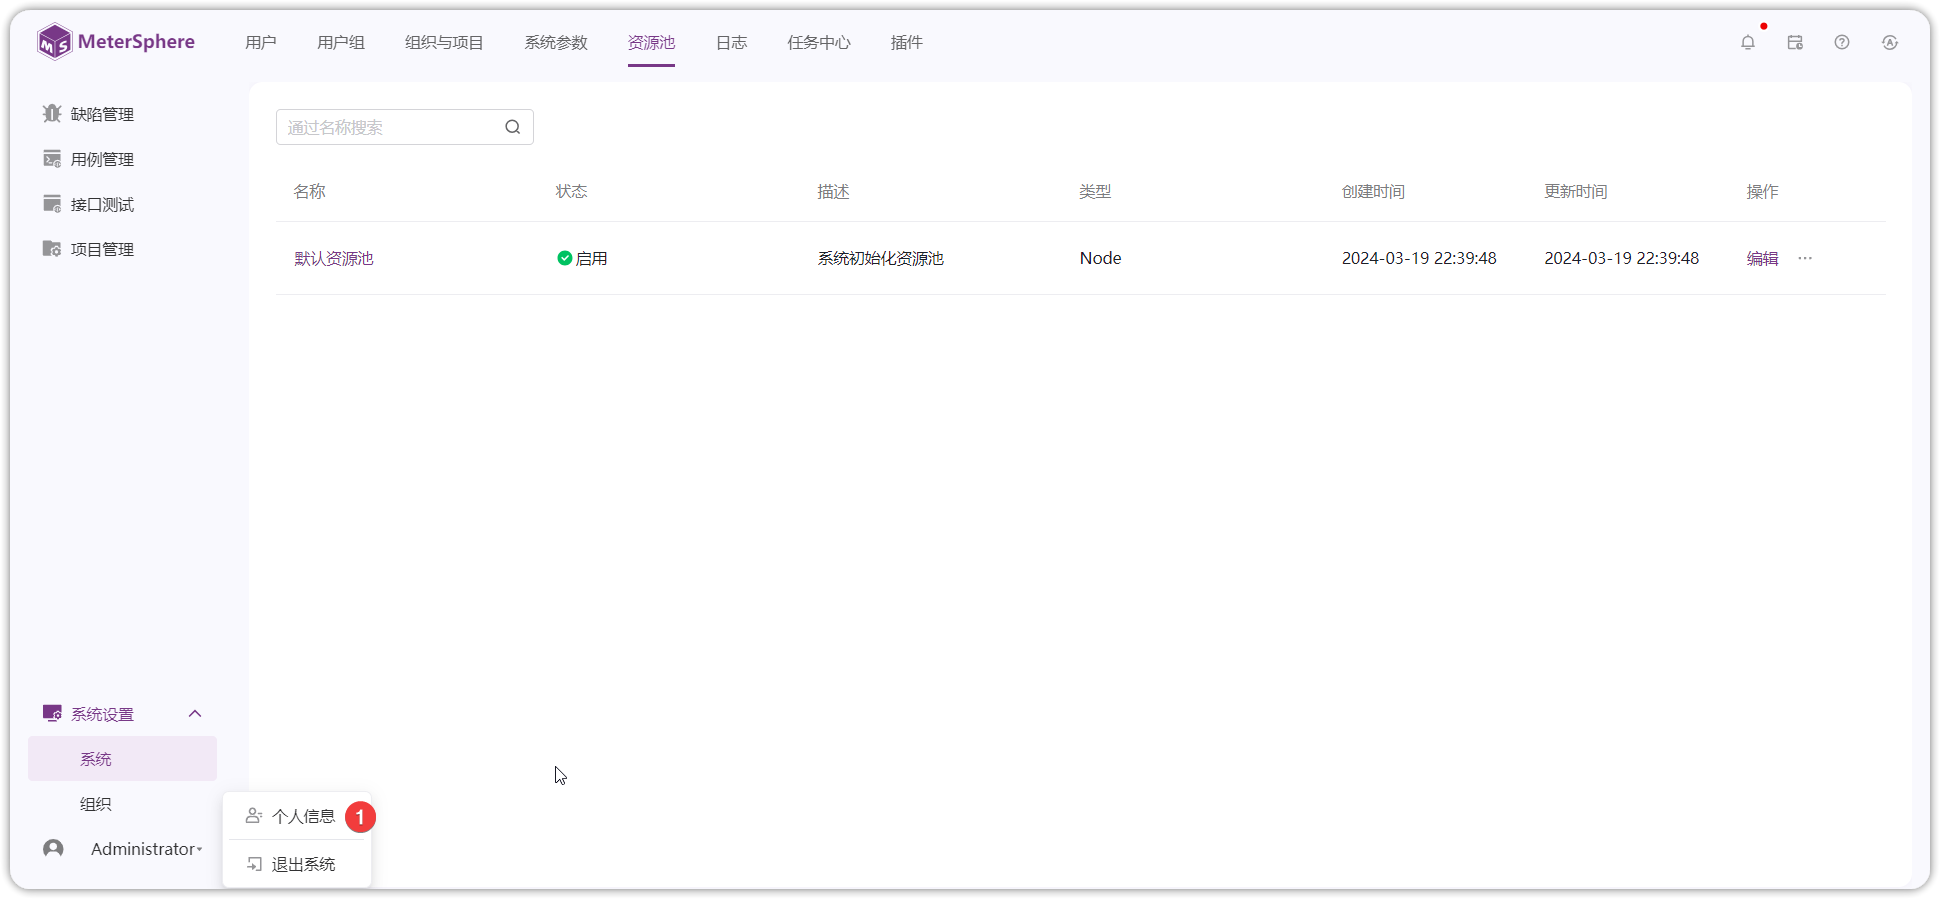 MeterSphere
用户
用户组
组织与项目
系统参数
资源池
日志
任务中心
插件
缺陷管理
用例管理
接口测试
项目管理
通过名称搜索
名称 状态 描述 类型 创建时间 更新时间 操作
默认资源池 启用 系统初始化资源池 Node 2024-03-19 22:39:48 2024-03-19 22:39:48 编辑 ···
系统设置
系统
组织
Administrator
个人信息 1
退出系统